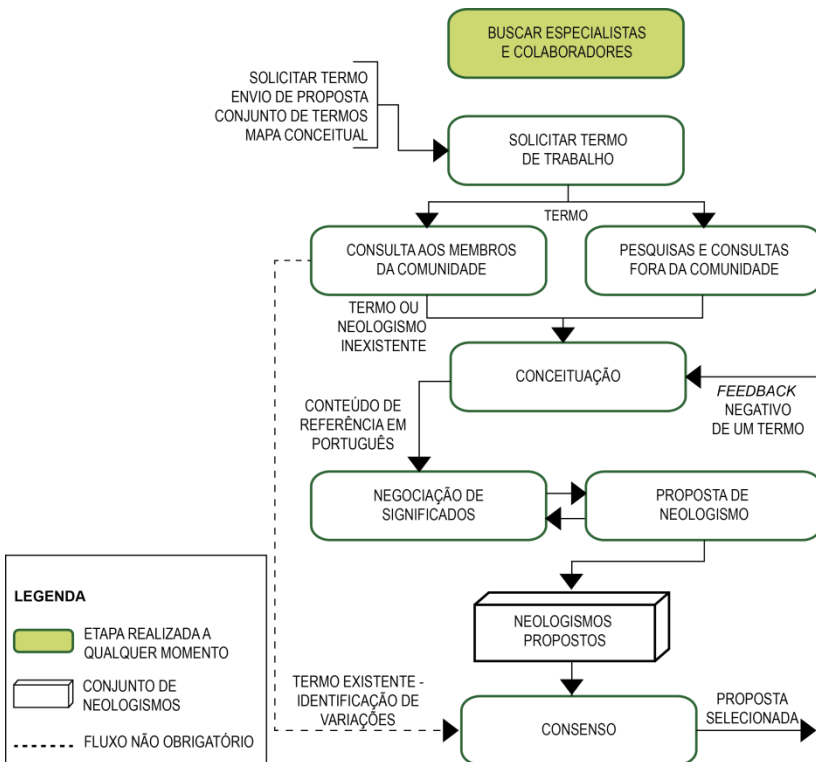 BUSCAR ESPECIALISTAS
E COLABORADORES
SOLICITAR TERMO
ENVIO DE PROPOSTA
CONJUNTO DE TERMOS
MAPA CONCEITUAL
SOLICITAR TERMO
DE TRABALHO
TERMO
CONSULTA AOS MEMBROS
DA COMUNIDADE
PESQUISAS E CONSULTAS
FORA DA COMUNIDADE
TERMO OU
NEOLOGISMO
INEXISTENTE
CONCEITUAÇÃO
FEEDBACK
NEGATIVO
DE UM TERMO
CONTEÚDO DE
REFERÊNCIA EM
PORTUGUÊS
NEGOCIAÇÃO DE
SIGNIFICADOS
PROPOSTA DE
NEOLOGISMO
NEOLOGISMOS
PROPOSTOS
TERMO EXISTENTE -
IDENTIFICAÇÃO DE
VARIAÇÕES
CONSENSO
PROPOSTA
SELECIONADA
LEGENDA
ETAPA REALIZADA A
QUALQUER MOMENTO
CONJUNTO DE
NEOLOGISMOS
FLUXO NÃO OBRIGATÓRIO